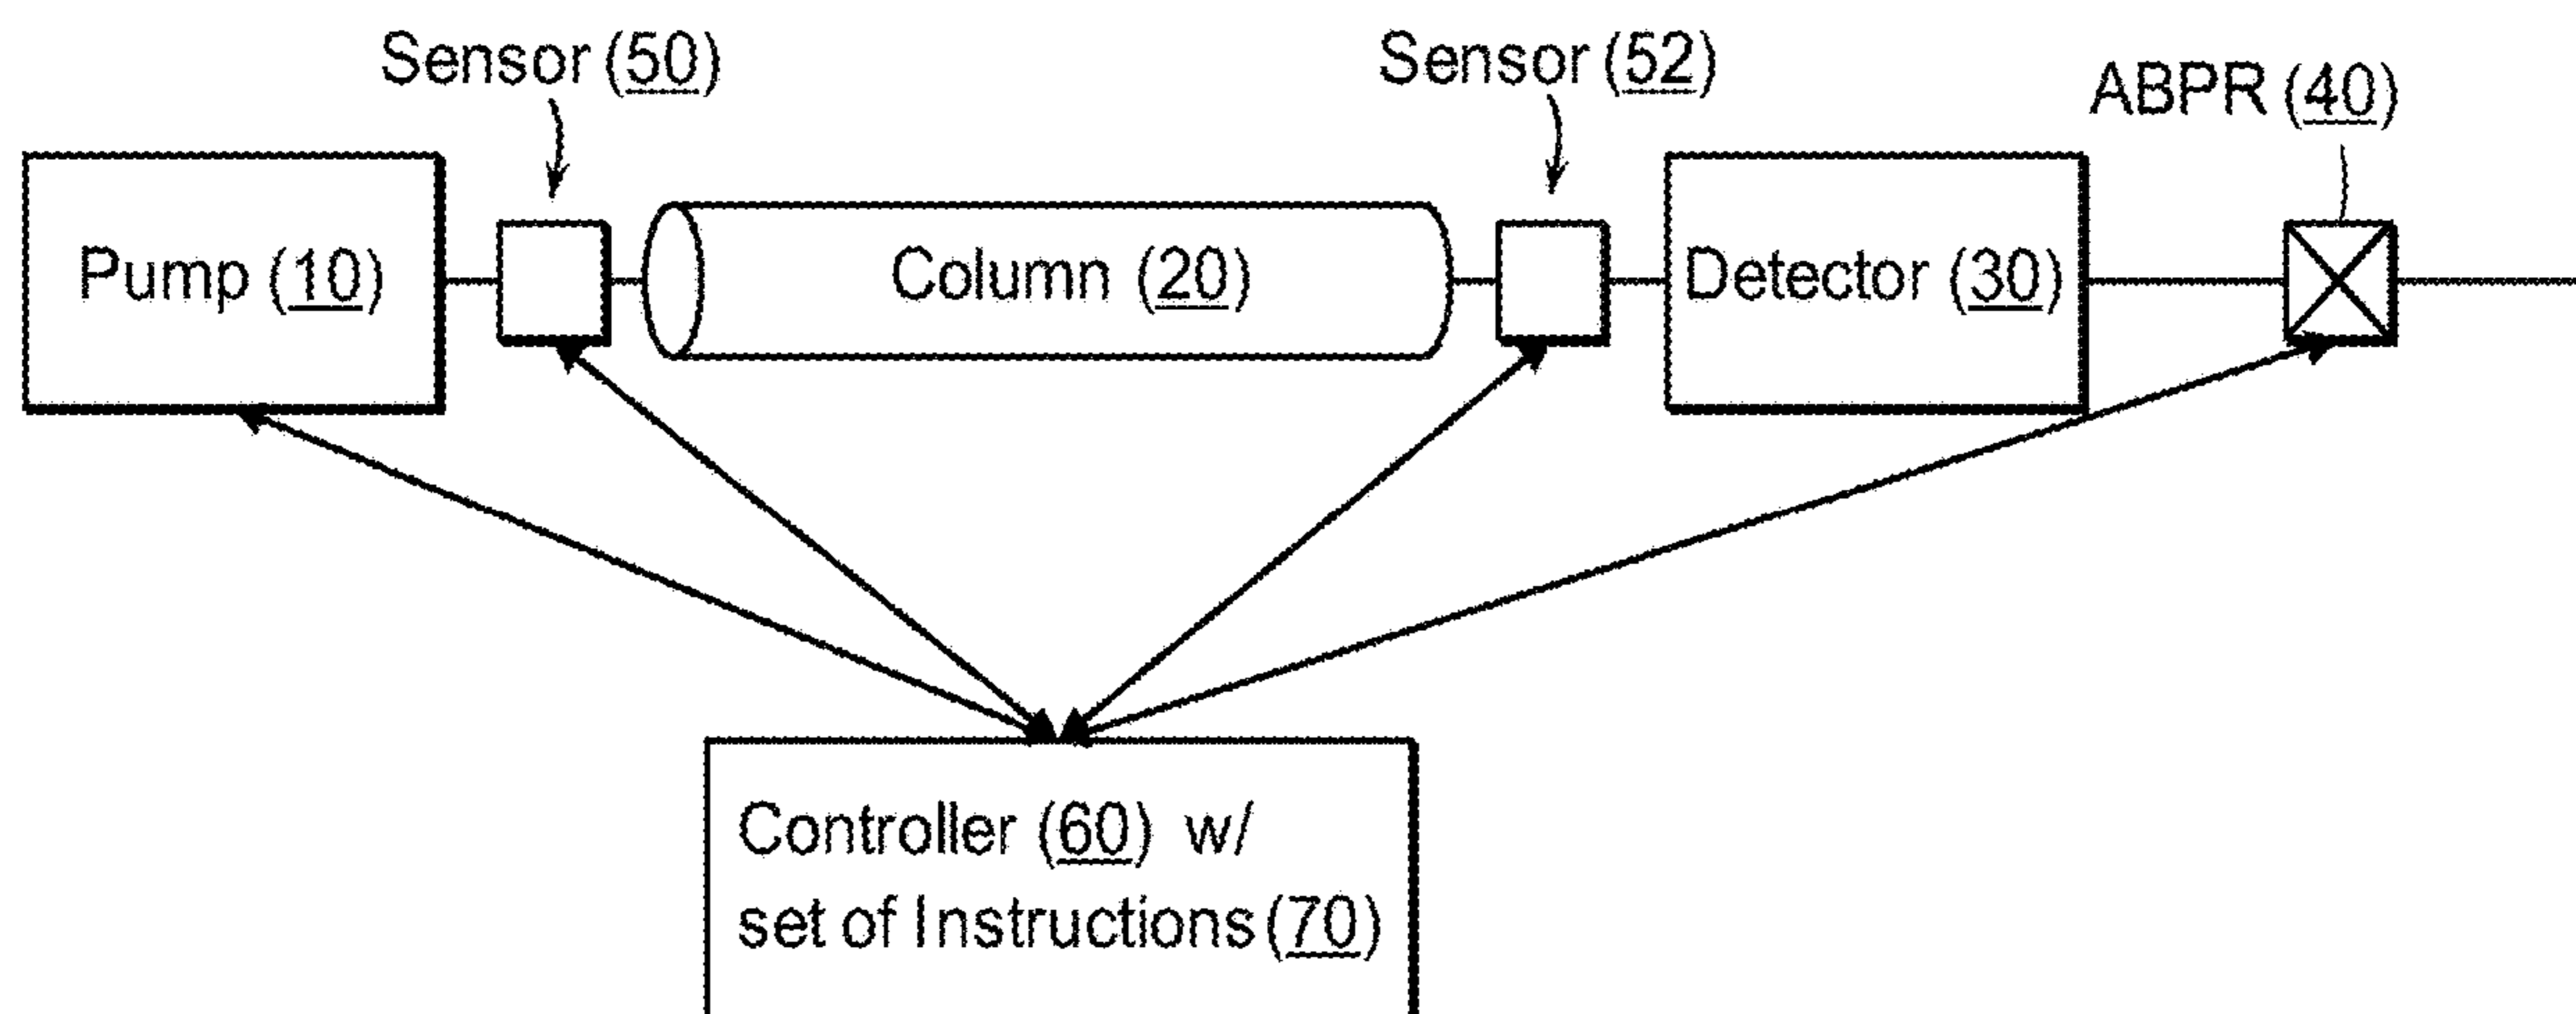 Sensor (50)
Sensor (52)
ABPR (40)
Pump (10)
Column (20)
Detector (30)
Controller (60) w/
set of Instructions (70)